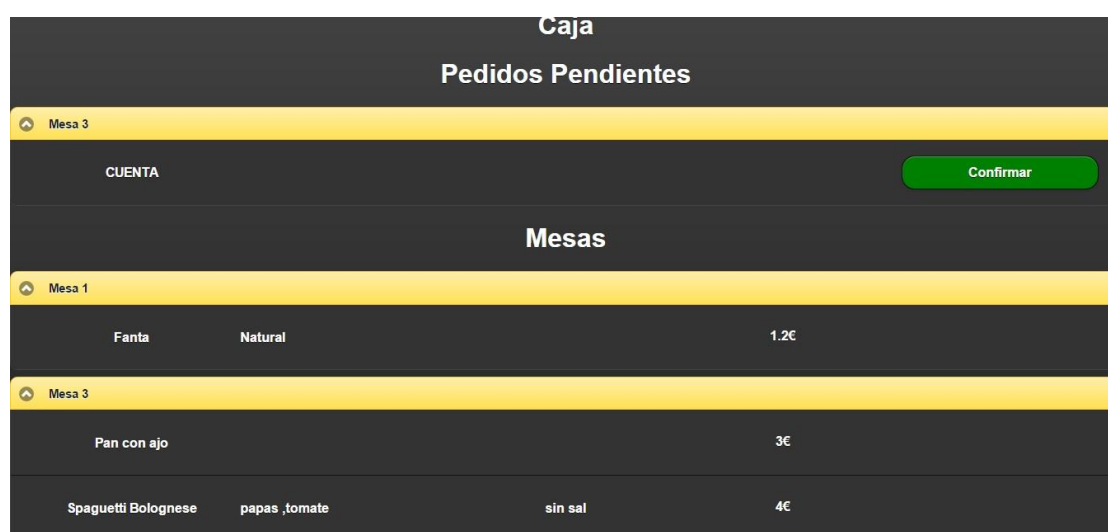 Caja
Pedidos Pendientes
Mesa 3
CUENTA Confirmar
Mesas
Mesa 1
Fanta Natural 1.2€
Mesa 3
Pan con ajo 3€
Spaguetti Bolognese papas ,tomate sin sal 4€